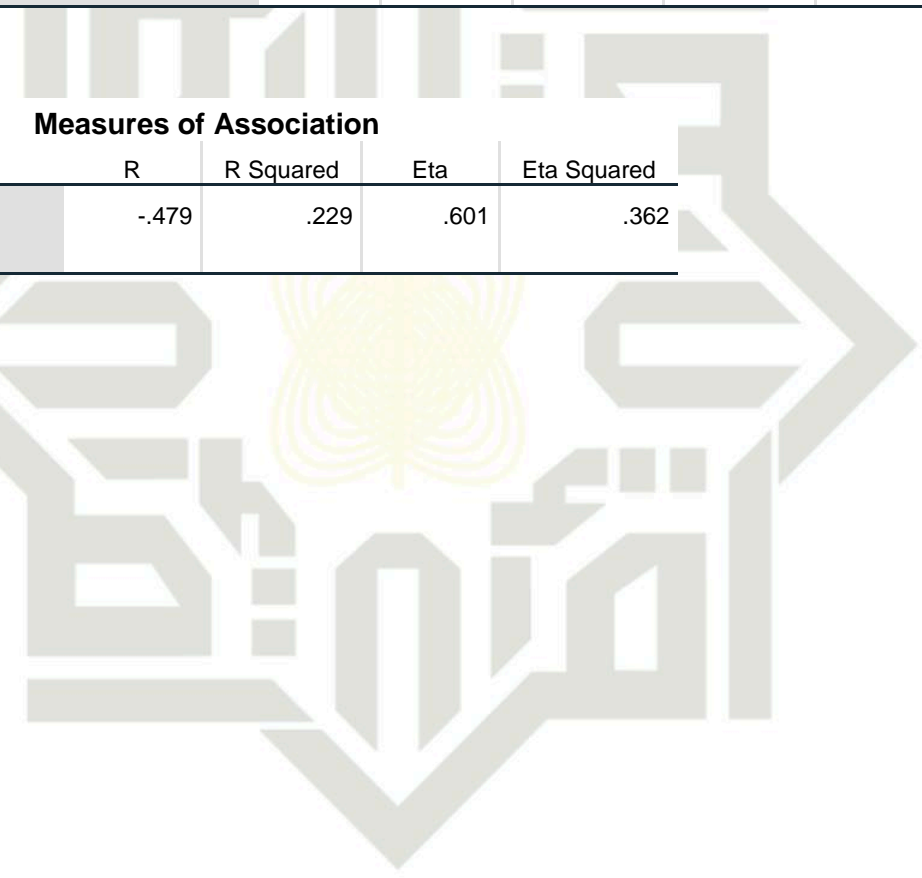 Measures of Association
R R Squared Eta Eta Squared
-.479 .229 .601 .362